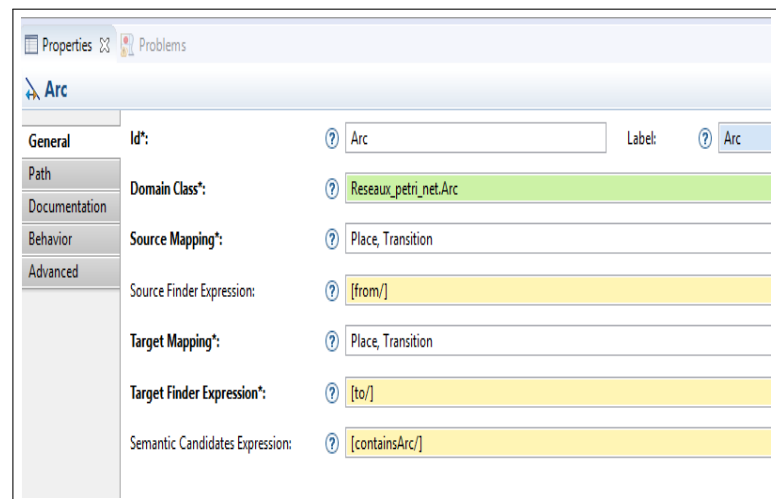 Properties Problems
Arc
General
Path
Documentation
Behavior
Advanced
Id*: ? Arc Label: ? Arc
Domain Class*: ? Reseaux_petri_net.Arc
Source Mapping*: ? Place, Transition
Source Finder Expression: ? [from/]
Target Mapping*: ? Place, Transition
Target Finder Expression*: ? [to/]
Semantic Candidates Expression: ? [containsArc/]